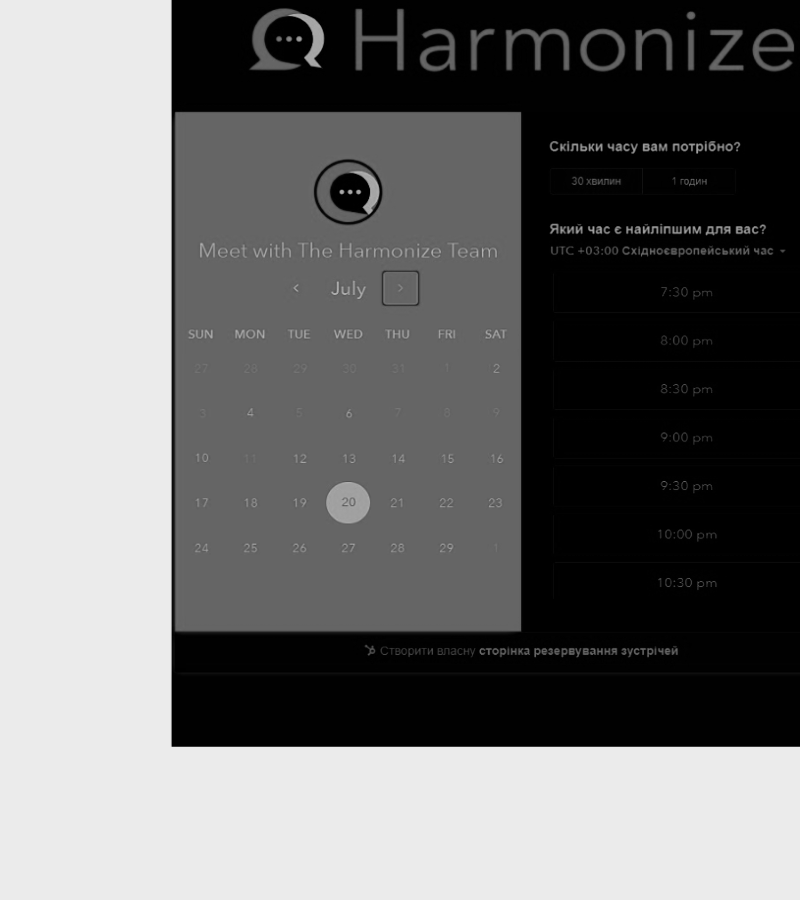 Harmonize
Meet with The Harmonize Team
‹ July ›
SUN MON TUE WED THU FRI SAT
27 28 29 30 31 1 2
3 4 5 6 7 8 9
10 11 12 13 14 15 16
17 18 19 20 21 22 23
24 25 26 27 28 29 1
Скільки часу вам потрібно?
30 хвилин 1 годин
Який час є найліпшим для вас?
UTC +03:00 Східноєвропейський час
7:30 pm
8:00 pm
8:30 pm
9:00 pm
9:30 pm
10:00 pm
10:30 pm
Створити власну сторінка резервування зустрічей